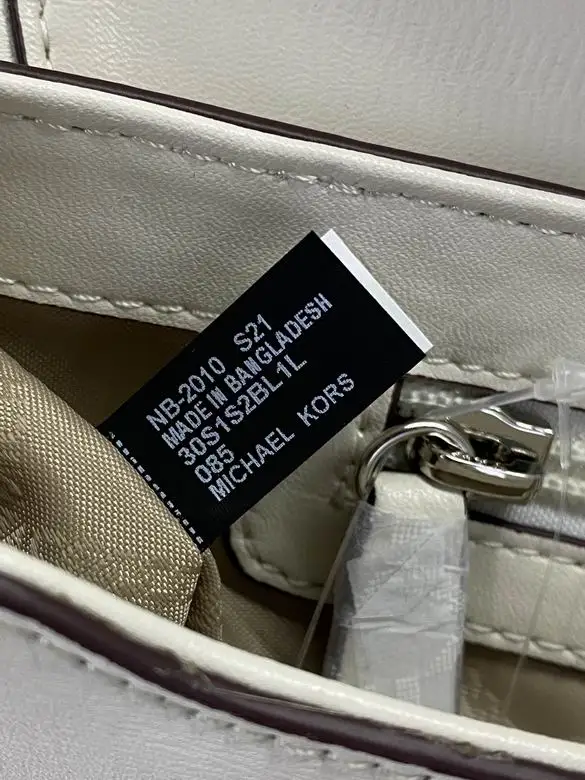 NB-2010 S21
MADE IN BANGLADESH
30S1S2BL1L
085
MICHAEL KORS